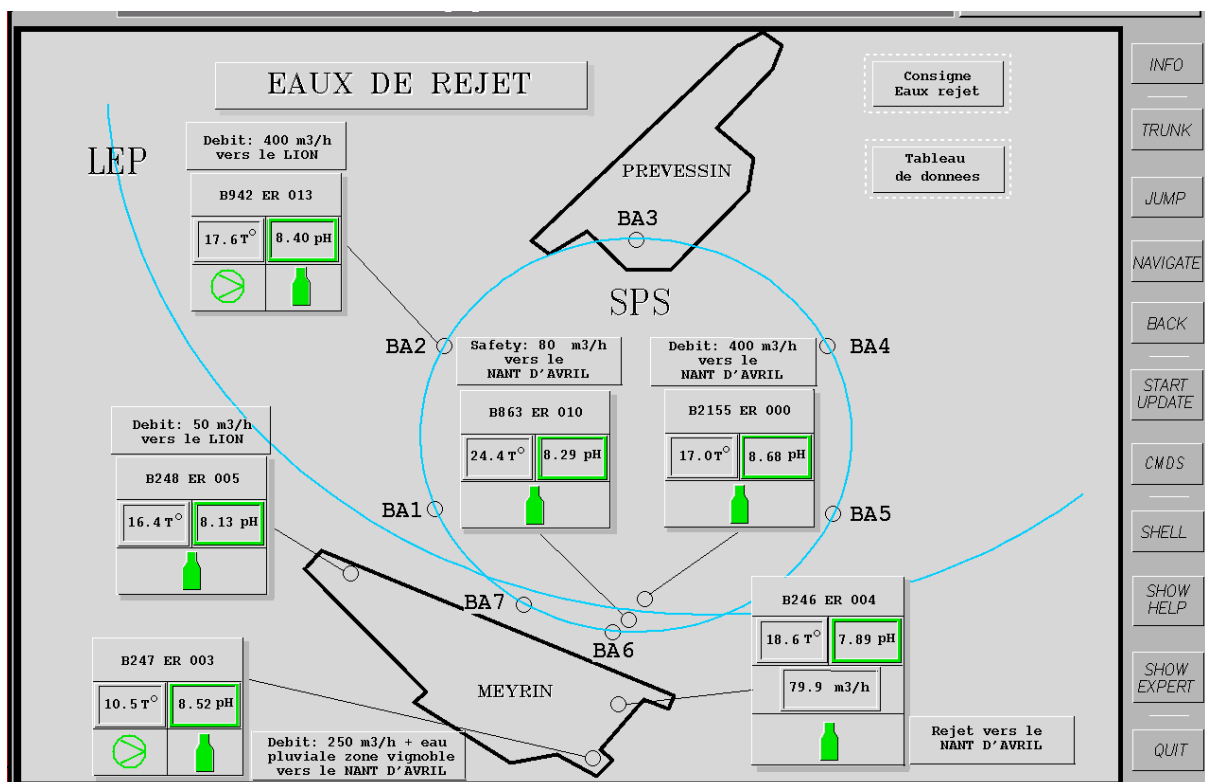 EAUX DE REJET
Consigne
Eaux rejet
Tableau
de donnees
LEP
Debit: 400 m3/h
vers le LION
B942 ER 013
17.6 T°
8.40 pH
PREVESSIN
BA3
SPS
BA2
BA4
Safety: 80 m3/h
vers le
NANT D'AVRIL
B863 ER 010
24.4 T°
8.29 pH
Debit: 400 m3/h
vers le
NANT D'AVRIL
B2155 ER 000
17.0 T°
8.68 pH
Debit: 50 m3/h
vers le LION
B248 ER 005
16.4 T°
8.13 pH
BA1
BA5
BA7
BA6
MEYRIN
B246 ER 004
18.6 T°
7.89 pH
79.9 m3/h
Rejet vers le
NANT D'AVRIL
B247 ER 003
10.5 T°
8.52 pH
Debit: 250 m3/h + eau
pluviale zone vignoble
vers le NANT D'AVRIL
INFO
TRUNK
JUMP
NAVIGATE
BACK
START
UPDATE
CMDS
SHELL
SHOW
HELP
SHOW
EXPERT
QUIT